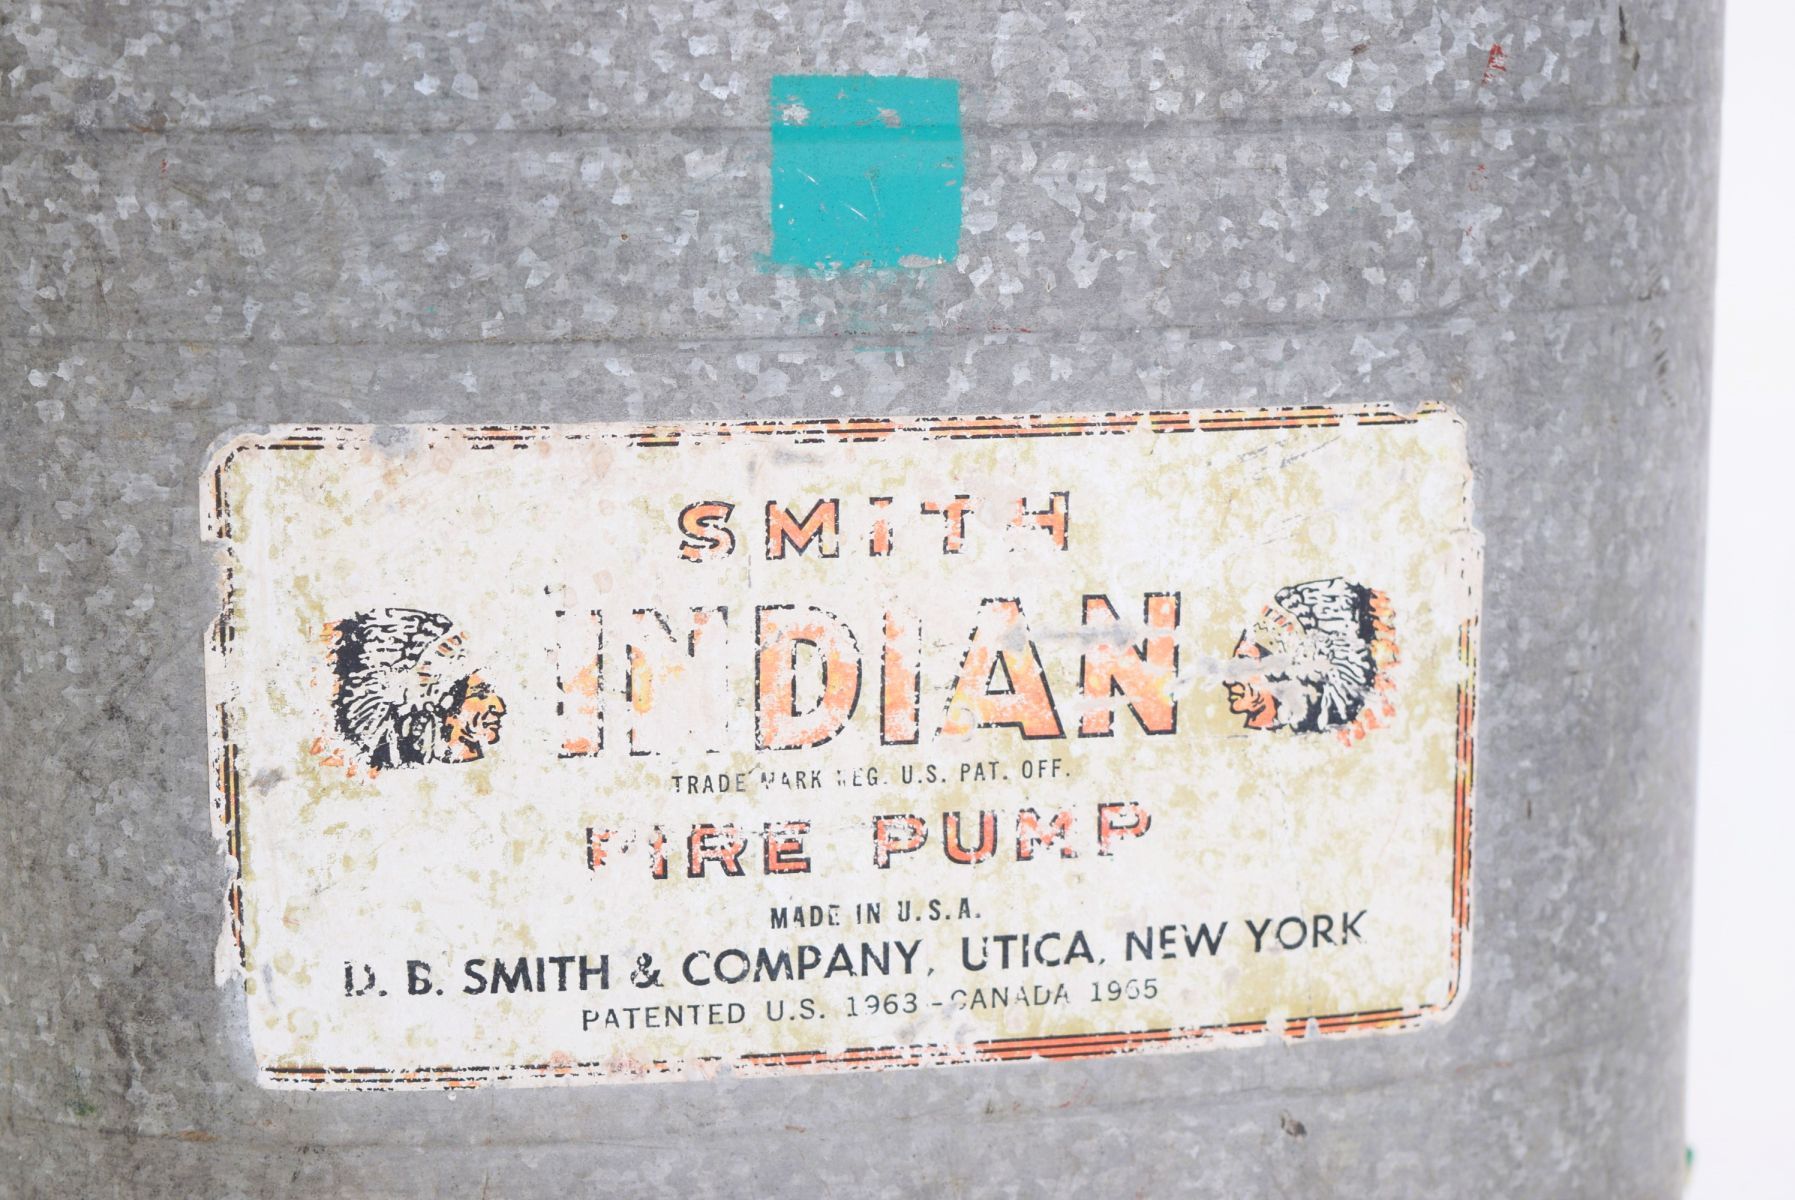 SMITH
INDIAN
TRADE MARK REG. U.S. PAT. OFF.
FIRE PUMP
MADE IN U.S.A.
D. B. SMITH & COMPANY, UTICA, NEW YORK
PATENTED U.S. 1963 - CANADA 1965